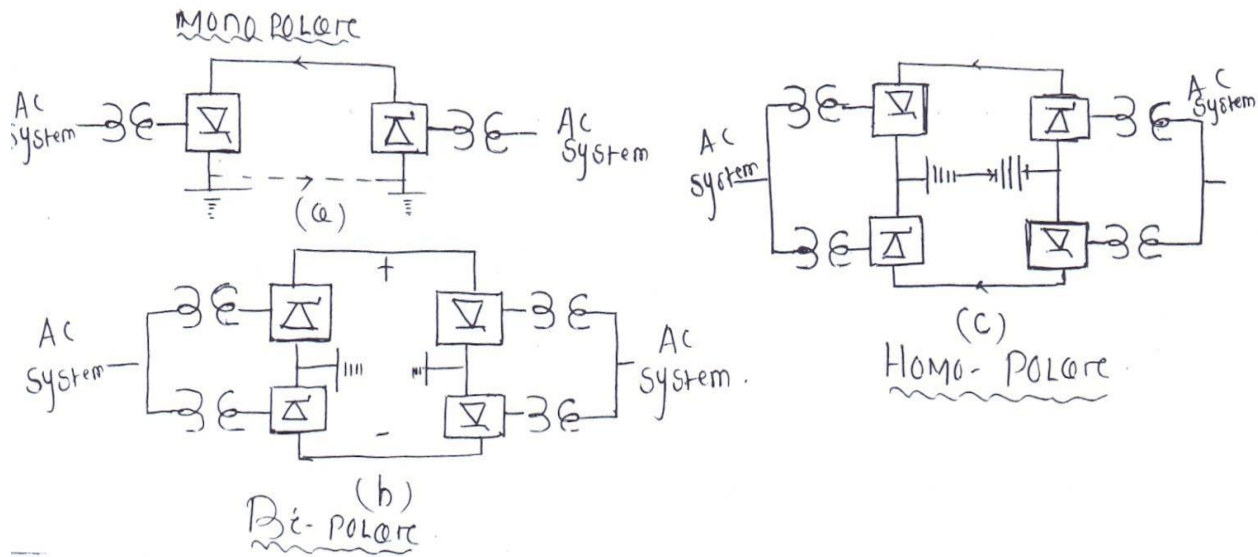 MONO POLare
AC
System
AC
System
(a)
AC
System
AC
System
(C)
HOMO- POLare
AC
System
+
-
AC
System.
(b)
Bi- POLare